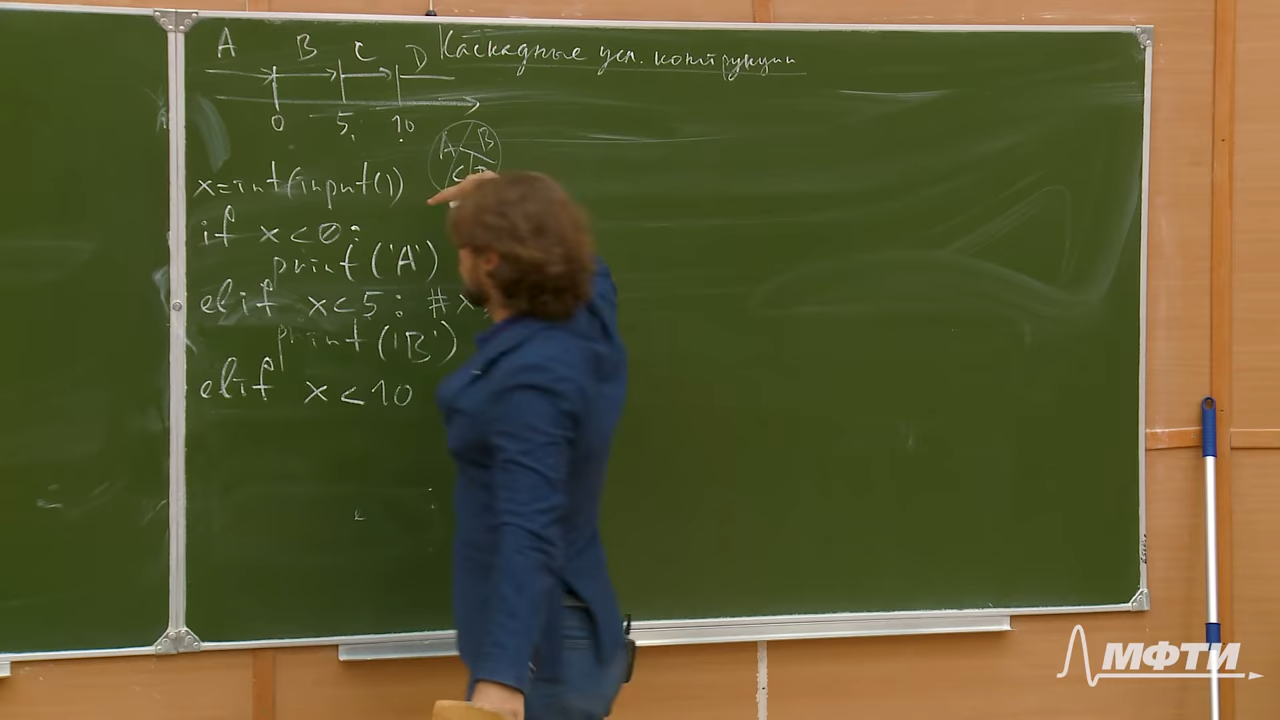 Каскадные усл. конструкции
A B C D
0 5 10
A B
C D
x=int(input())
if x<0:
print('A')
elif x<5: #x
print('B')
elif x<10
МФТИ